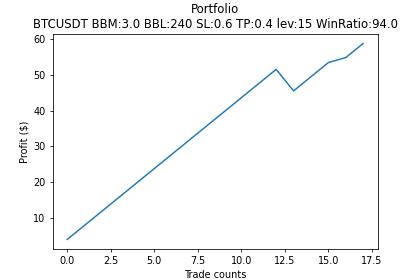 Portfolio
BTCUSDT BBM:3.0 BBL:240 SL:0.6 TP:0.4 lev:15 WinRatio:94.0
60
50
40
30
20
10
Profit ($)
0.0 2.5 5.0 7.5 10.0 12.5 15.0 17.5
Trade counts